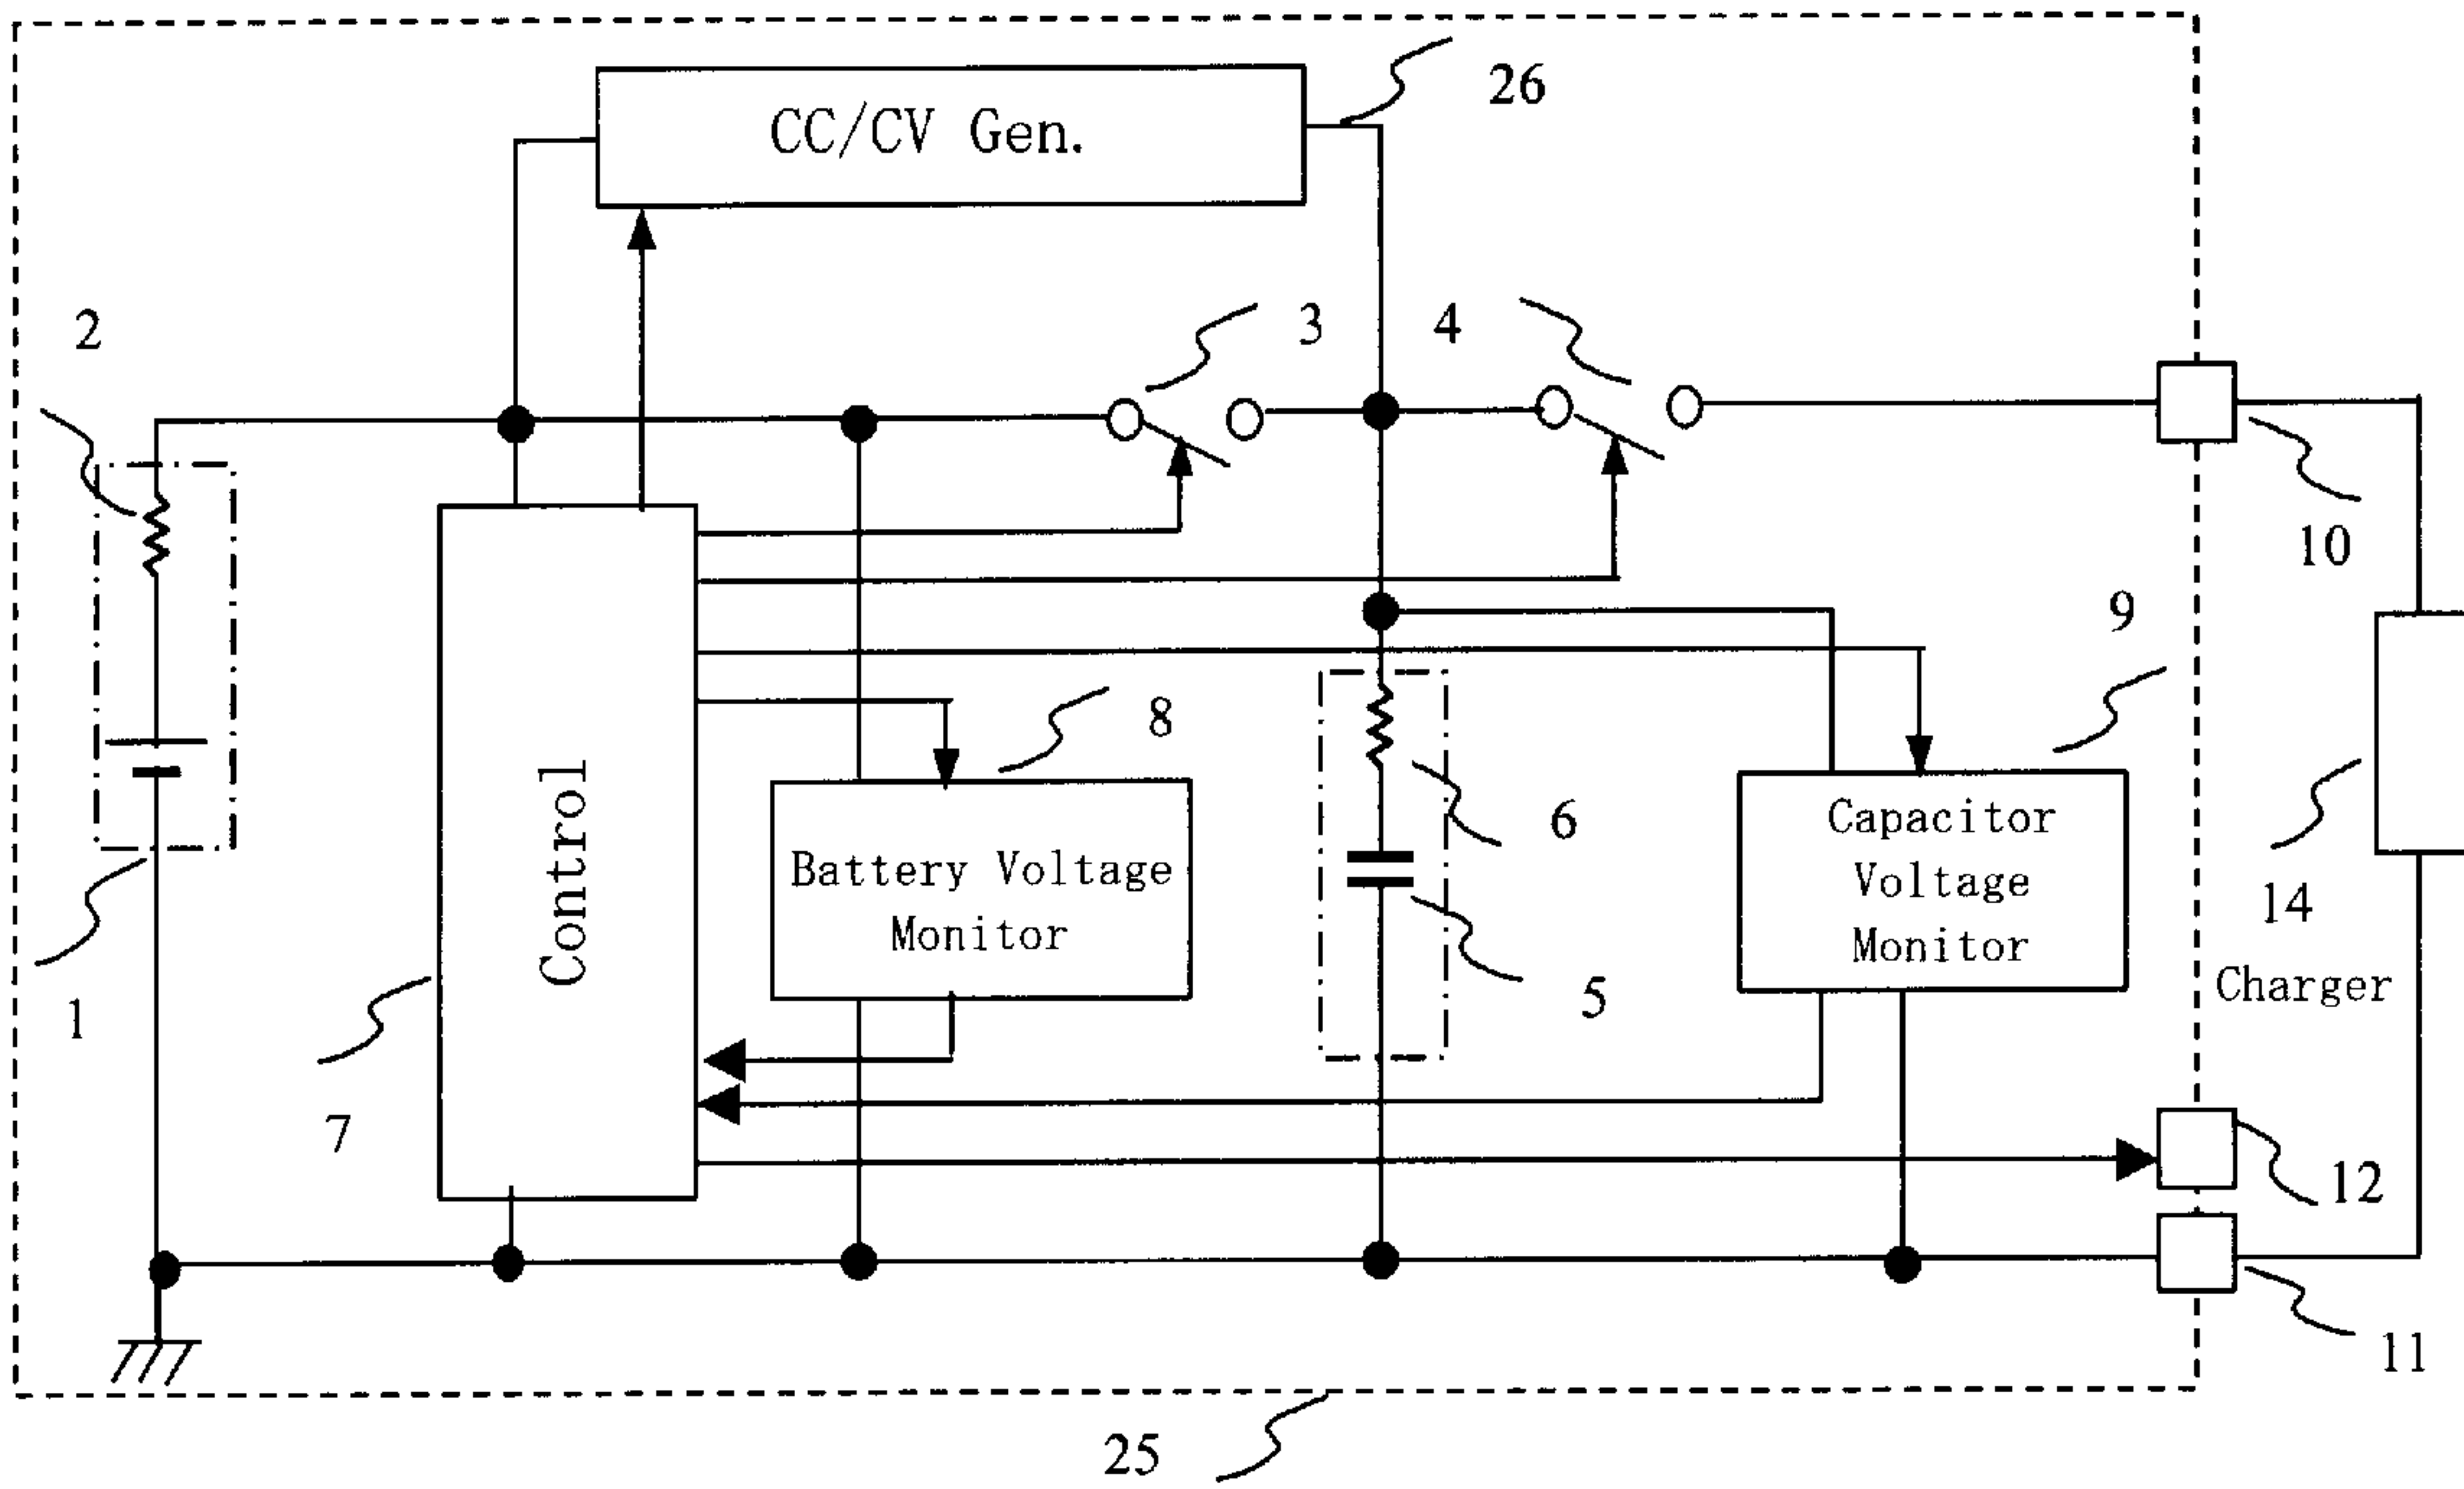 26
CC/CV Gen.
2
3
4
10
9
8
6
Control
Battery Voltage
Monitor
Capacitor
Voltage
Monitor
14
Charger
5
1
7
12
11
25